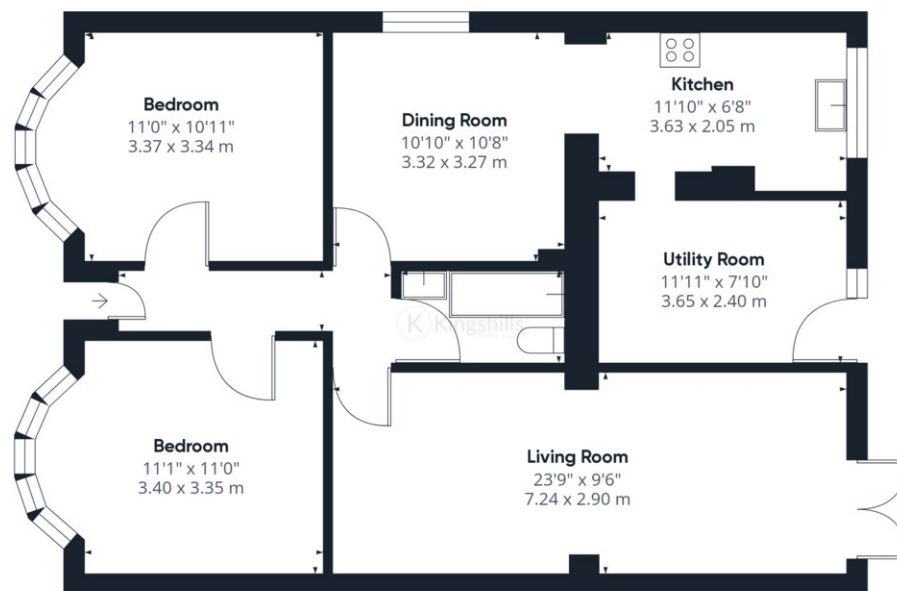 Bedroom
11'0" x 10'11"
3.37 x 3.34 m
Dining Room
10'10" x 10'8"
3.32 x 3.27 m
Kitchen
11'10" x 6'8"
3.63 x 2.05 m
Utility Room
11'11" x 7'10"
3.65 x 2.40 m
K Kingshills
Bedroom
11'1" x 11'0"
3.40 x 3.35 m
Living Room
23'9" x 9'6"
7.24 x 2.90 m